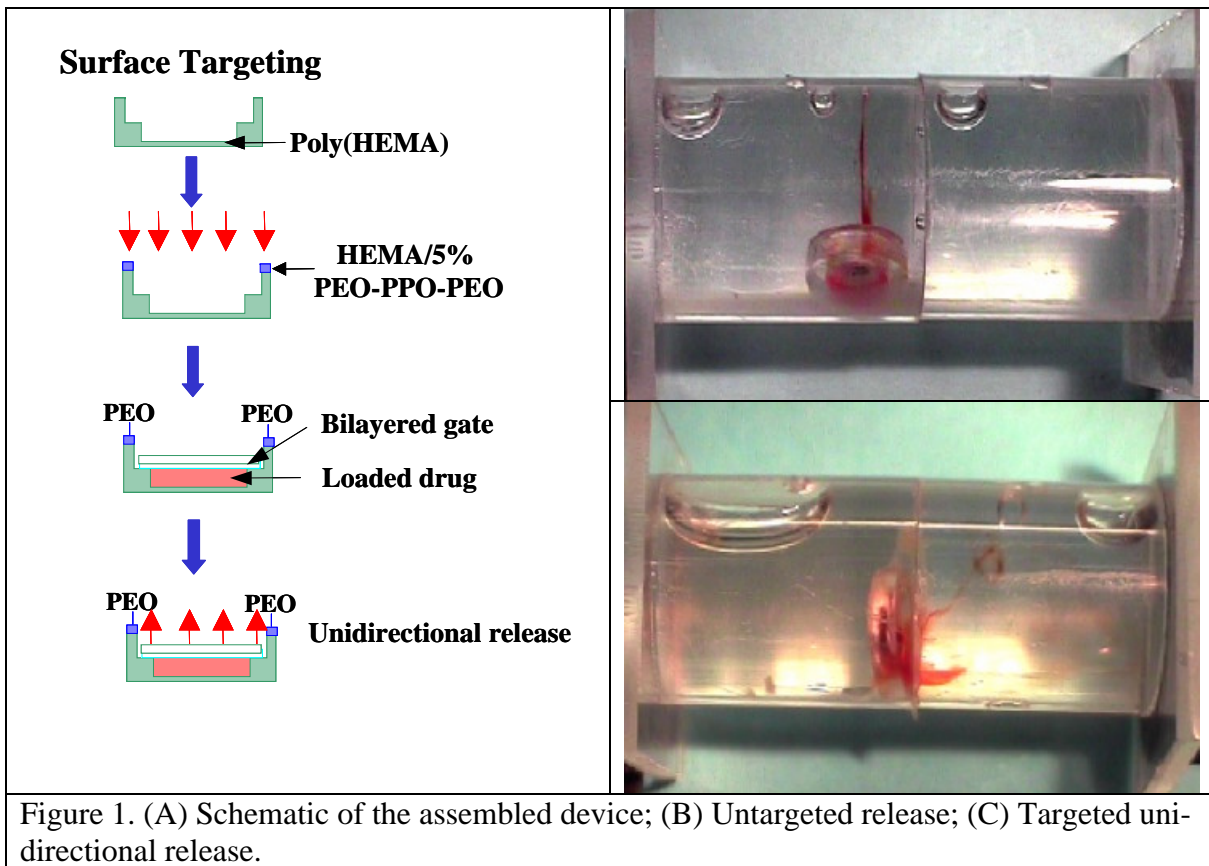 Surface Targeting
Poly(HEMA)
HEMA/5%
PEO-PPO-PEO
PEO
PEO
Bilayered gate
Loaded drug
PEO
PEO
Unidirectional release
Figure 1. (A) Schematic of the assembled device; (B) Untargeted release; (C) Targeted uni-
directional release.